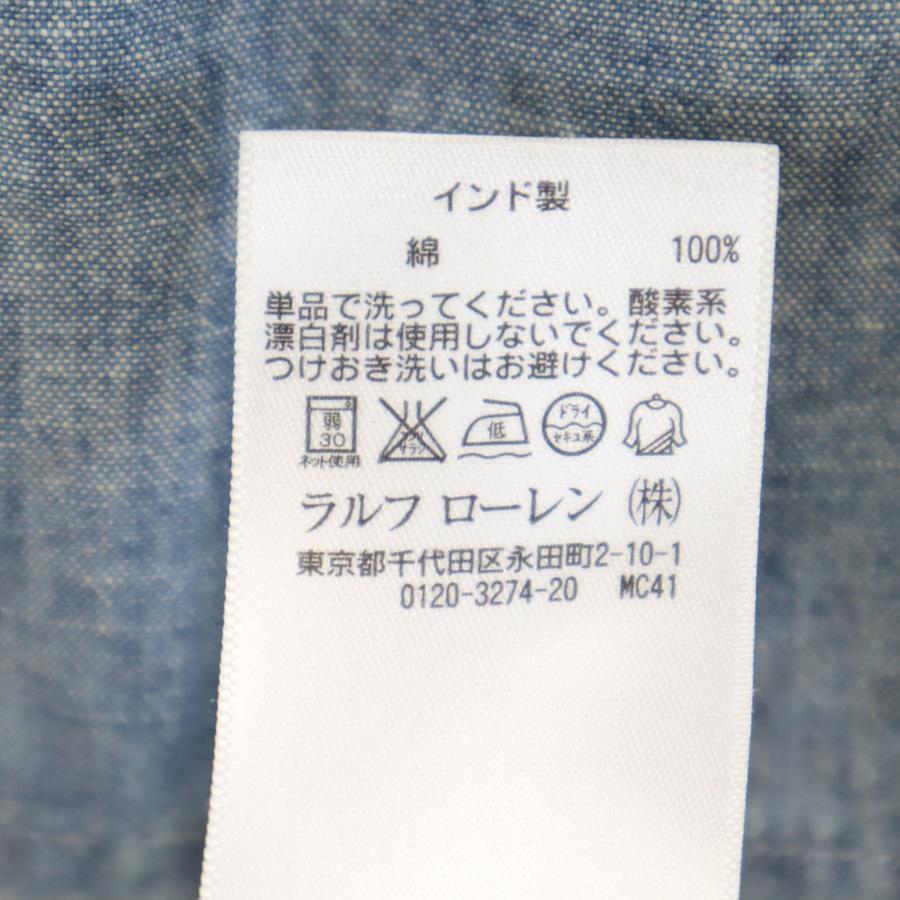 インド製
綿 100%
単品で洗ってください。酸素系
漂白剤は使用しないでください。
つけおき洗いはお避けください。
弱 低 ドライ
30 サラシ セキユ系
ネット使用
ラルフ ローレン (株)
東京都千代田区永田町2-10-1
0120-3274-20 MC41